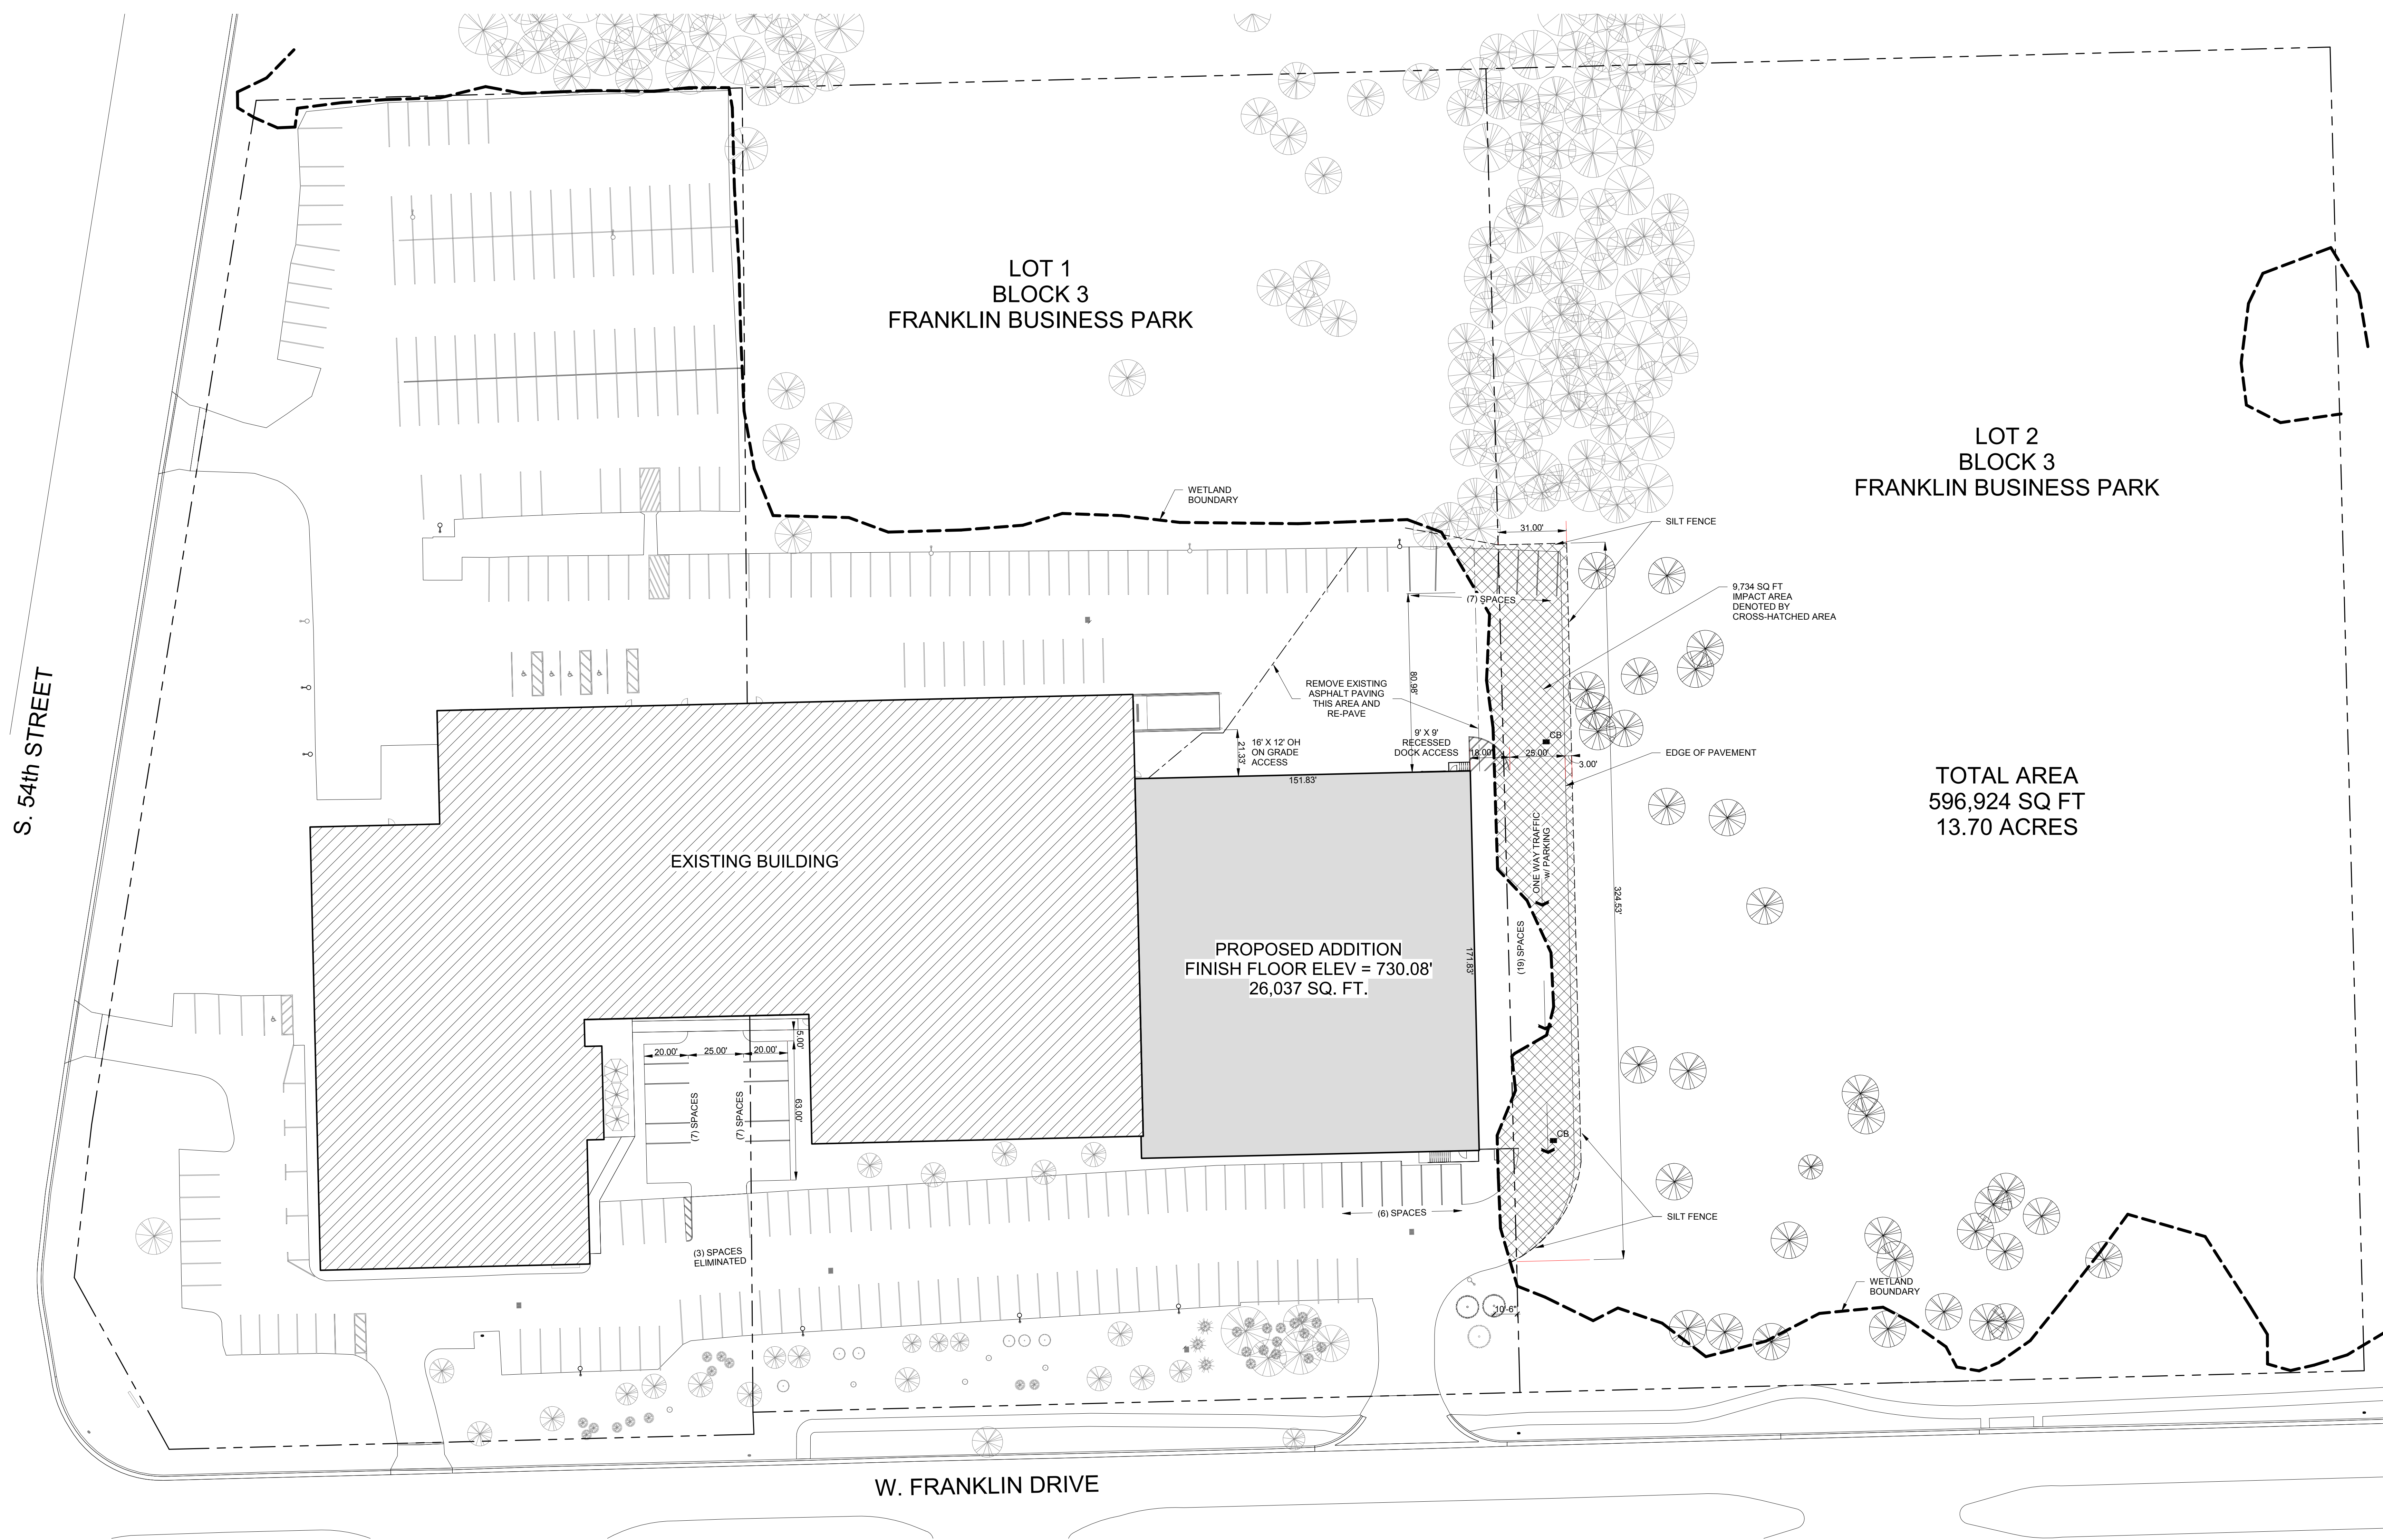 LOT 1
BLOCK 3
FRANKLIN BUSINESS PARK
LOT 2
BLOCK 3
FRANKLIN BUSINESS PARK
WETLAND
BOUNDARY
31.00'
SILT FENCE
9,734 SQ FT
IMPACT AREA
DENOTED BY
CROSS-HATCHED AREA
(7) SPACES
80.98'
REMOVE EXISTING
ASPHALT PAVING
THIS AREA AND
RE-PAVE
S. 54th STREET
21.33'
16' X 12' OH
ON GRADE
ACCESS
9' X 9'
RECESSED
DOCK ACCESS
18.00'
25.00'
3.00'
CB
EDGE OF PAVEMENT
151.83'
TOTAL AREA
596,924 SQ FT
13.70 ACRES
EXISTING BUILDING
ONE WAY TRAFFIC
w/ PARKING
324.53'
PROPOSED ADDITION
FINISH FLOOR ELEV = 730.08'
26,037 SQ. FT.
171.83'
(19) SPACES
5.00'
20.00'
25.00'
20.00'
63.00'
(7) SPACES
(7) SPACES
CB
(6) SPACES
SILT FENCE
(3) SPACES
ELIMINATED
WETLAND
BOUNDARY
10'-6"
W. FRANKLIN DRIVE